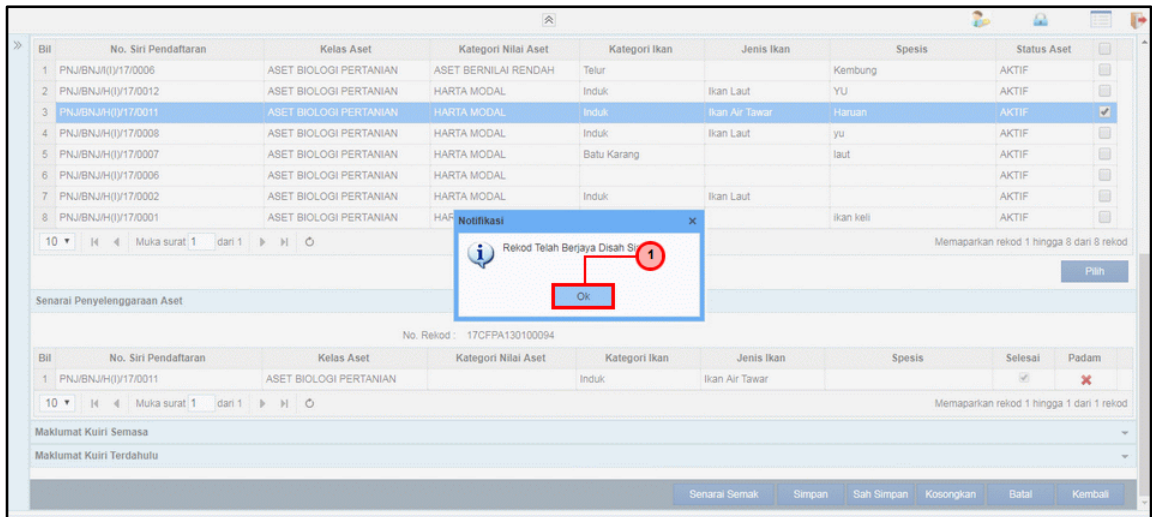 Bil No. Siri Pendaftaran Kelas Aset Kategori Nilai Aset Kategori Ikan Jenis Ikan Spesis Status Aset
1 PNJ/BNJ/I(I)/17/0006 ASET BIOLOGI PERTANIAN ASET BERNILAI RENDAH Telur Kembung AKTIF
2 PNJ/BNJ/H(I)/17/0012 ASET BIOLOGI PERTANIAN HARTA MODAL Induk Ikan Laut YU AKTIF
3 PNJ/BNJ/H(I)/17/0011 ASET BIOLOGI PERTANIAN HARTA MODAL Induk Ikan Air Tawar Haruan AKTIF
4 PNJ/BNJ/H(I)/17/0008 ASET BIOLOGI PERTANIAN HARTA MODAL Induk Ikan Laut yu AKTIF
5 PNJ/BNJ/H(I)/17/0007 ASET BIOLOGI PERTANIAN HARTA MODAL Batu Karang laut AKTIF
6 PNJ/BNJ/H(I)/17/0006 ASET BIOLOGI PERTANIAN HARTA MODAL AKTIF
7 PNJ/BNJ/H(I)/17/0002 ASET BIOLOGI PERTANIAN HARTA MODAL Induk Ikan Laut AKTIF
8 PNJ/BNJ/H(I)/17/0001 ASET BIOLOGI PERTANIAN ikan keli AKTIF
10 Muka surat 1 dari 1 Memaparkan rekod 1 hingga 8 dari 8 rekod
Notifikasi
Rekod Telah Berjaya Disah
1
Ok
Pilih
Senarai Penyelenggaraan Aset
No. Rekod : 17CFPA130100094
Bil No. Siri Pendaftaran Kelas Aset Kategori Nilai Aset Kategori Ikan Jenis Ikan Spesis Selesai Padam
1 PNJ/BNJ/H(I)/17/0011 ASET BIOLOGI PERTANIAN Induk Ikan Air Tawar
10 Muka surat 1 dari 1 Memaparkan rekod 1 hingga 1 dari 1 rekod
Maklumat Kuiri Semasa
Maklumat Kuiri Terdahulu
Senarai Semak Simpan Sah Simpan Kosongkan Batal Kembali